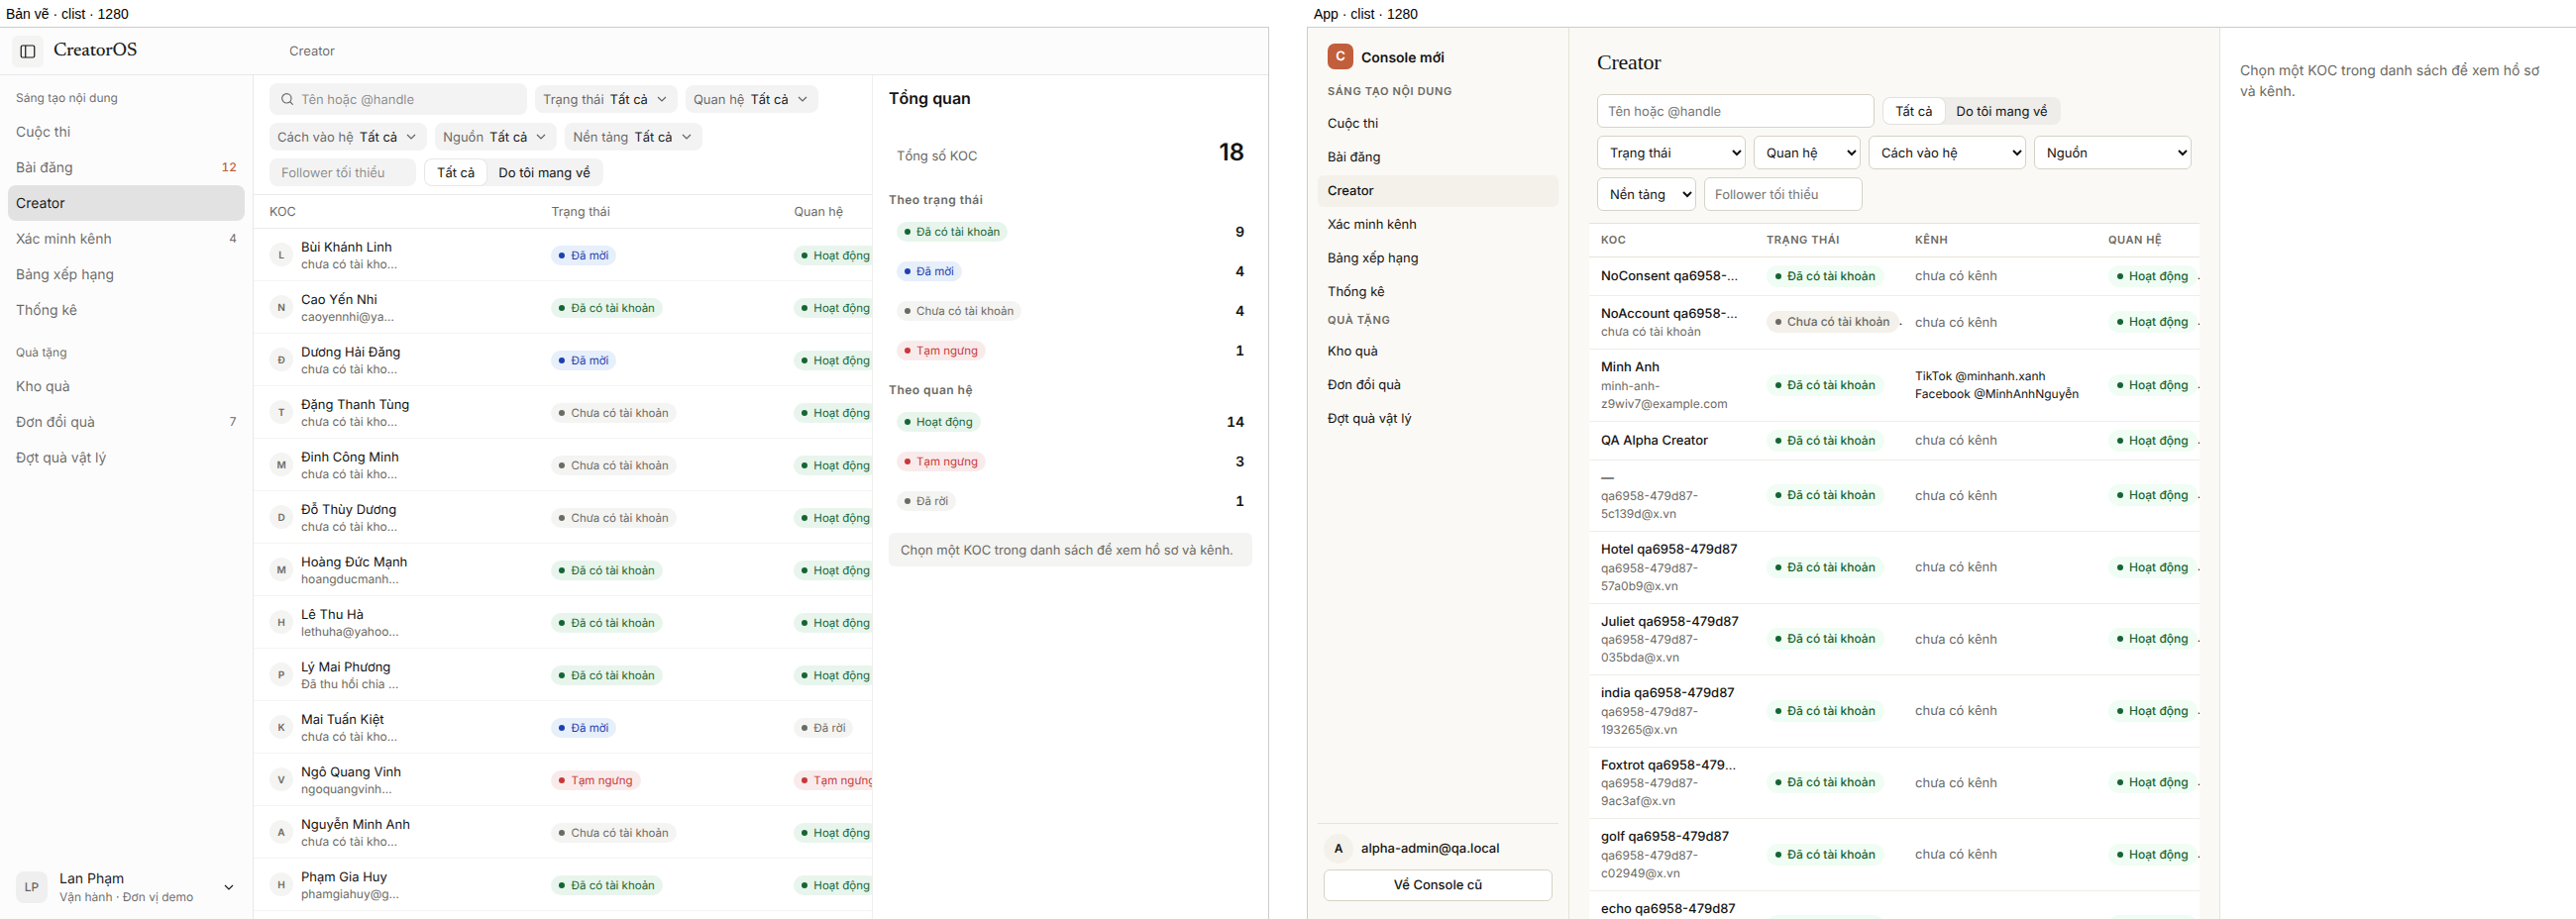 Bản vẽ · clist · 1280
CreatorOS
Creator
Sáng tạo nội dung
Cuộc thi
Bài đăng 12
Creator
Xác minh kênh 4
Bảng xếp hạng
Thống kê
Quà tặng
Kho quà
Đơn đổi quà 7
Đợt quà vật lý
LP
Lan Phạm
Vận hành · Đơn vị demo
Tên hoặc @handle
Trạng thái Tất cả
Quan hệ Tất cả
Cách vào hệ Tất cả
Nguồn Tất cả
Nền tảng Tất cả
Follower tối thiểu
Tất cả
Do tôi mang về
KOC Trạng thái Quan hệ
L Bùi Khánh Linh Đã mời Hoạt động
chưa có tài kho...
N Cao Yến Nhi Đã có tài khoản Hoạt động
caoyennhi@ya...
Đ Dương Hải Đăng Đã mời Hoạt động
chưa có tài kho...
T Đặng Thanh Tùng Chưa có tài khoản Hoạt động
chưa có tài kho...
M Đinh Công Minh Chưa có tài khoản Hoạt động
chưa có tài kho...
D Đỗ Thùy Dương Chưa có tài khoản Hoạt động
chưa có tài kho...
M Hoàng Đức Mạnh Đã có tài khoản Hoạt động
hoangducmanh...
H Lê Thu Hà Đã có tài khoản Hoạt động
lethuha@yahoo...
P Lý Mai Phương Đã có tài khoản Hoạt động
Đã thu hồi chia ...
K Mai Tuấn Kiệt Đã mời Đã rời
chưa có tài kho...
V Ngô Quang Vinh Tạm ngưng Tạm ngưng
ngoquangvinh...
A Nguyễn Minh Anh Chưa có tài khoản Hoạt động
chưa có tài kho...
H Phạm Gia Huy Đã có tài khoản Hoạt động
phamgiahuy@g...
Tổng quan
Tổng số KOC 18
Theo trạng thái
Đã có tài khoản 9
Đã mời 4
Chưa có tài khoản 4
Tạm ngưng 1
Theo quan hệ
Hoạt động 14
Tạm ngưng 3
Đã rời 1
Chọn một KOC trong danh sách để xem hồ sơ và kênh.
App · clist · 1280
C Console mới
SÁNG TẠO NỘI DUNG
Cuộc thi
Bài đăng
Creator
Xác minh kênh
Bảng xếp hạng
Thống kê
QUÀ TẶNG
Kho quà
Đơn đổi quà
Đợt quà vật lý
A alpha-admin@qa.local
Về Console cũ
Creator
Tên hoặc @handle
Tất cả
Do tôi mang về
Trạng thái
Quan hệ
Cách vào hệ
Nguồn
Nền tảng
Follower tối thiểu
KOC TRẠNG THÁI KÊNH QUAN HỆ
NoConsent qa6958-... Đã có tài khoản chưa có kênh Hoạt động
NoAccount qa6958-... Chưa có tài khoản chưa có kênh Hoạt động
chưa có tài khoản
Minh Anh
minh-anh-
z9wiv7@example.com
Đã có tài khoản
TikTok @minhanh.xanh
Facebook @MinhAnhNguyễn
Hoạt động
QA Alpha Creator Đã có tài khoản chưa có kênh Hoạt động
—
qa6958-479d87-
5c139d@x.vn
Đã có tài khoản chưa có kênh Hoạt động
Hotel qa6958-479d87
qa6958-479d87-
57a0b9@x.vn
Đã có tài khoản chưa có kênh Hoạt động
Juliet qa6958-479d87
qa6958-479d87-
035bda@x.vn
Đã có tài khoản chưa có kênh Hoạt động
india qa6958-479d87
qa6958-479d87-
193265@x.vn
Đã có tài khoản chưa có kênh Hoạt động
Foxtrot qa6958-479...
qa6958-479d87-
9ac3af@x.vn
Đã có tài khoản chưa có kênh Hoạt động
golf qa6958-479d87
qa6958-479d87-
c02949@x.vn
Đã có tài khoản chưa có kênh Hoạt động
echo qa6958-479d87
Chọn một KOC trong danh sách để xem hồ sơ
và kênh.